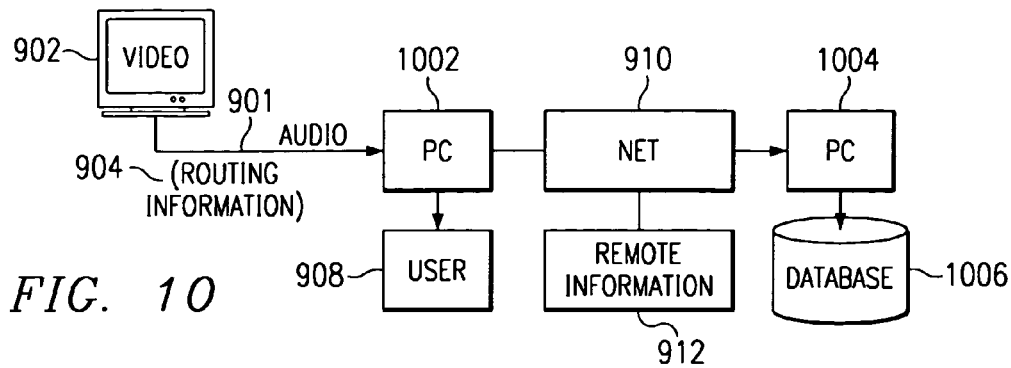 902
VIDEO
901
AUDIO
904
(ROUTING
INFORMATION)
1002
PC
910
NET
1004
PC
908
USER
REMOTE
INFORMATION
912
DATABASE
1006
FIG. 10